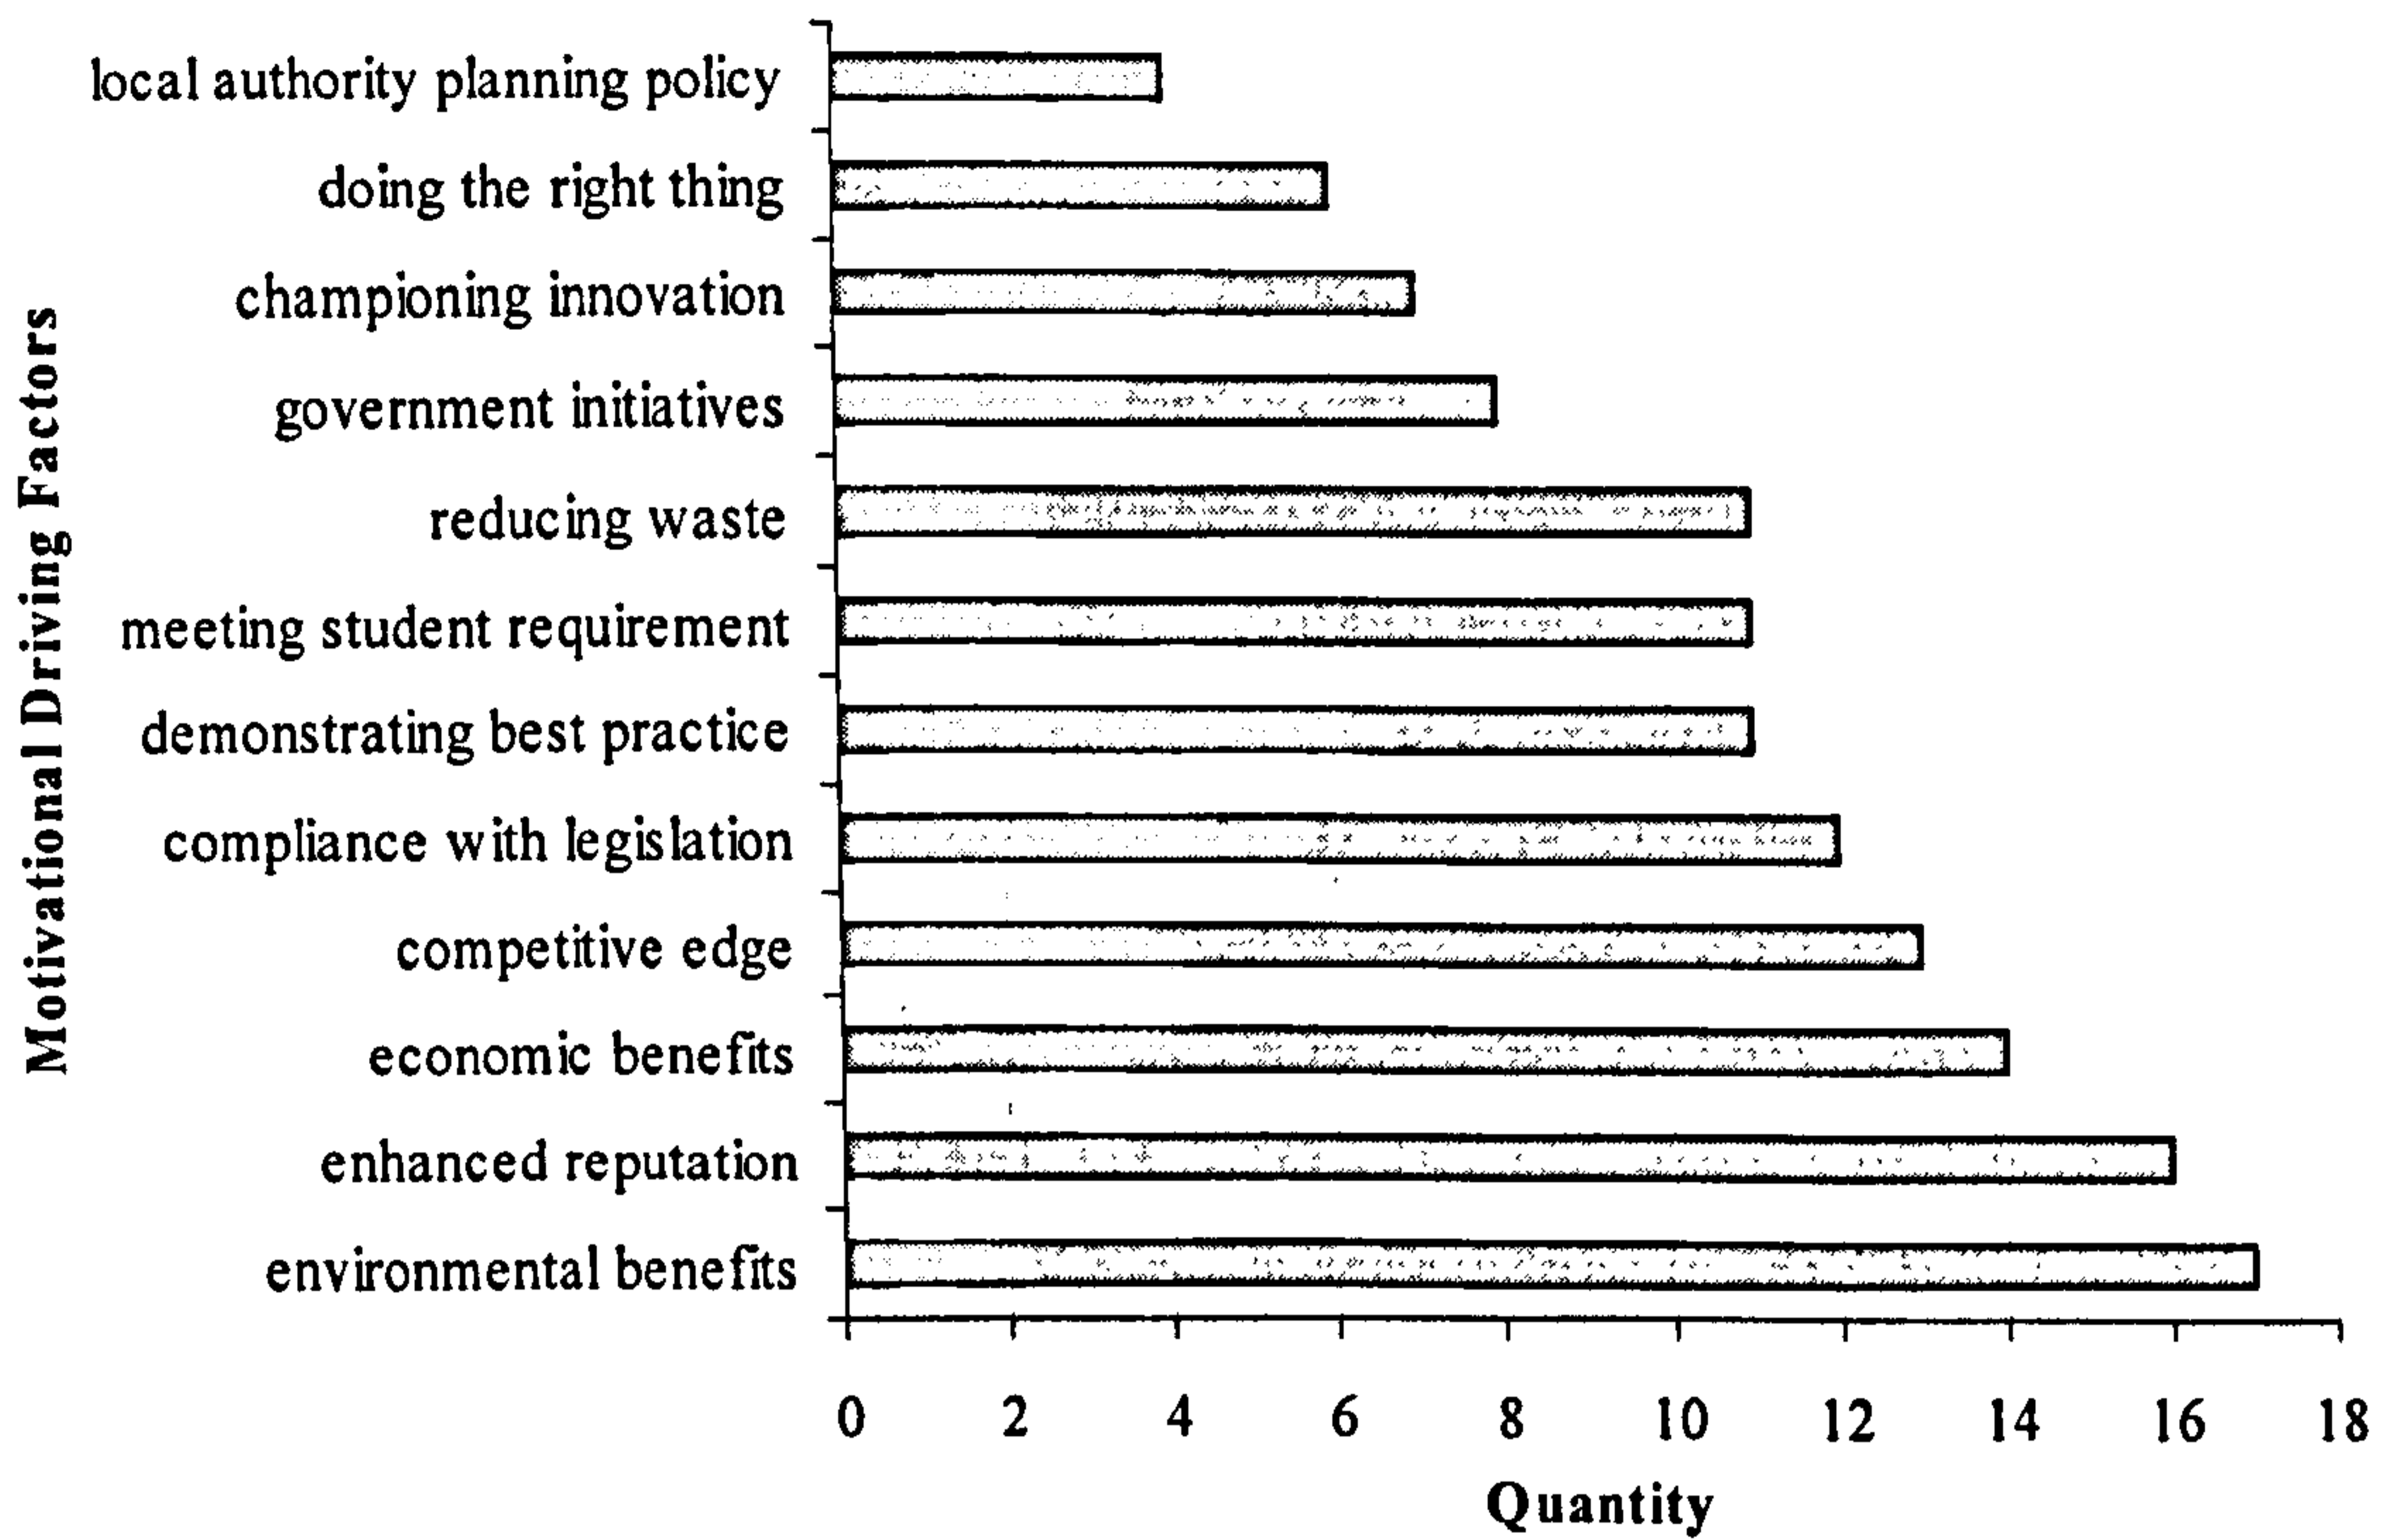 local authority planning policy
doing the right thing
championing innovation
government initiatives
reducing waste
meeting student requirement
demonstrating best practice
compliance with legislation
competitive edge
economic benefits
enhanced reputation
environmental benefits
Motivational Driving Factors
0 2 4 6 8 10 12 14 16 18
Quantity